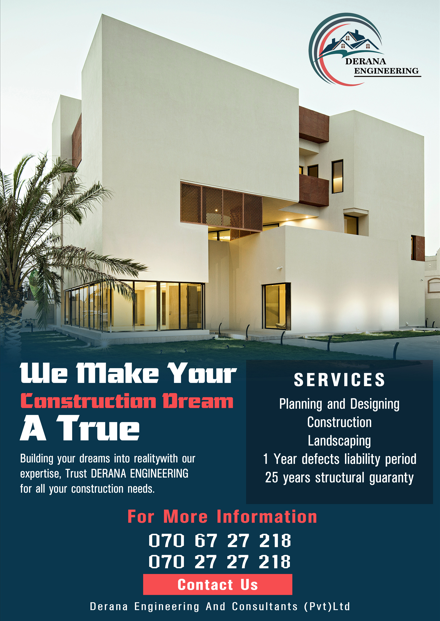 DERANA
ENGINEERING
We Make Your
Construction Dream
A True
Building your dreams into realitywith our
expertise, Trust DERANA ENGINEERING
for all your construction needs.
SERVICES
Planning and Designing
Construction
Landscaping
1 Year defects liability period
25 years structural guaranty
For More Information
070 67 27 218
070 27 27 218
Contact Us
Derana Engineering And Consultants (Pvt)Ltd